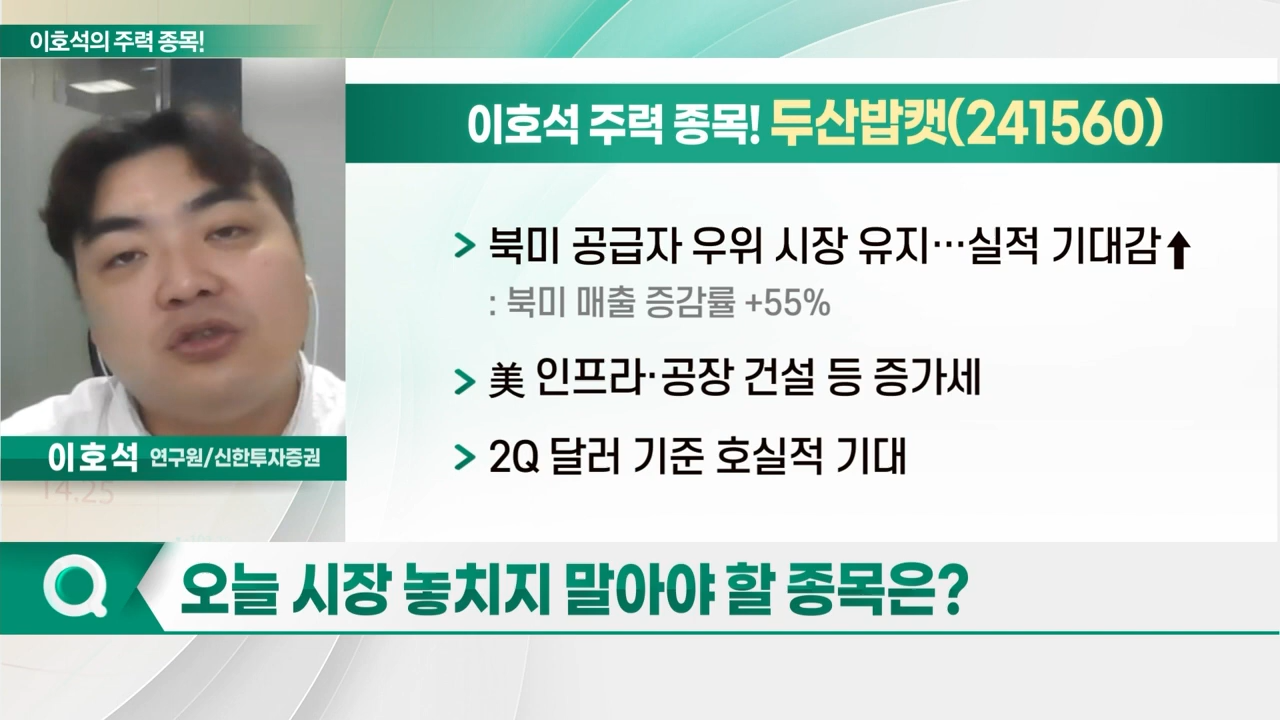 이호석의 주력 종목!
이호석 주력 종목! 두산밥캣(241560)
> 북미 공급자 우위 시장 유지…실적 기대감⬆
: 북미 매출 증감률 +55%
> 美 인프라·공장 건설 등 증가세
> 2Q 달러 기준 호실적 기대
이호석 연구원/신한투자증권
14.25
Q 오늘 시장 놓치지 말아야 할 종목은?